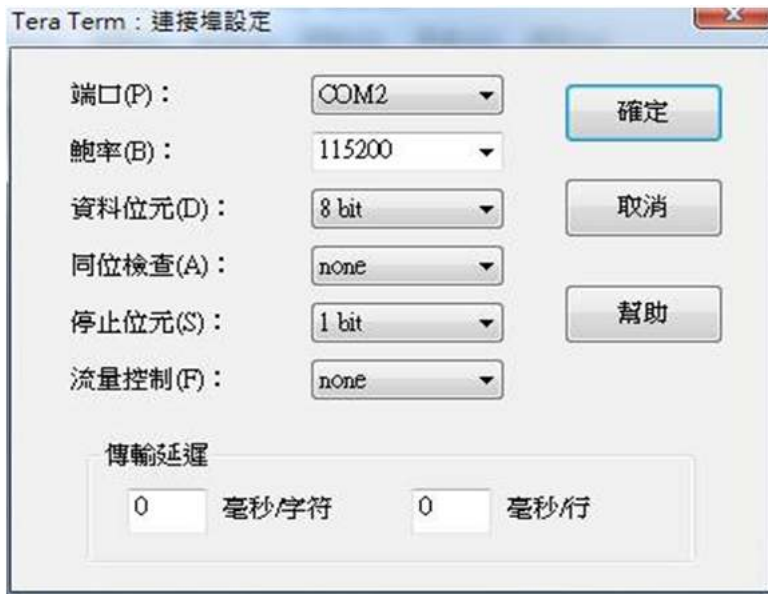 Tera Term：連接埠設定
端口(P)： COM2 確定
鮑率(B)： 115200
資料位元(D)： 8 bit 取消
同位檢查(A)： none
停止位元(S)： 1 bit 幫助
流量控制(F)： none
傳輸延遲
0 毫秒/字符 0 毫秒/行